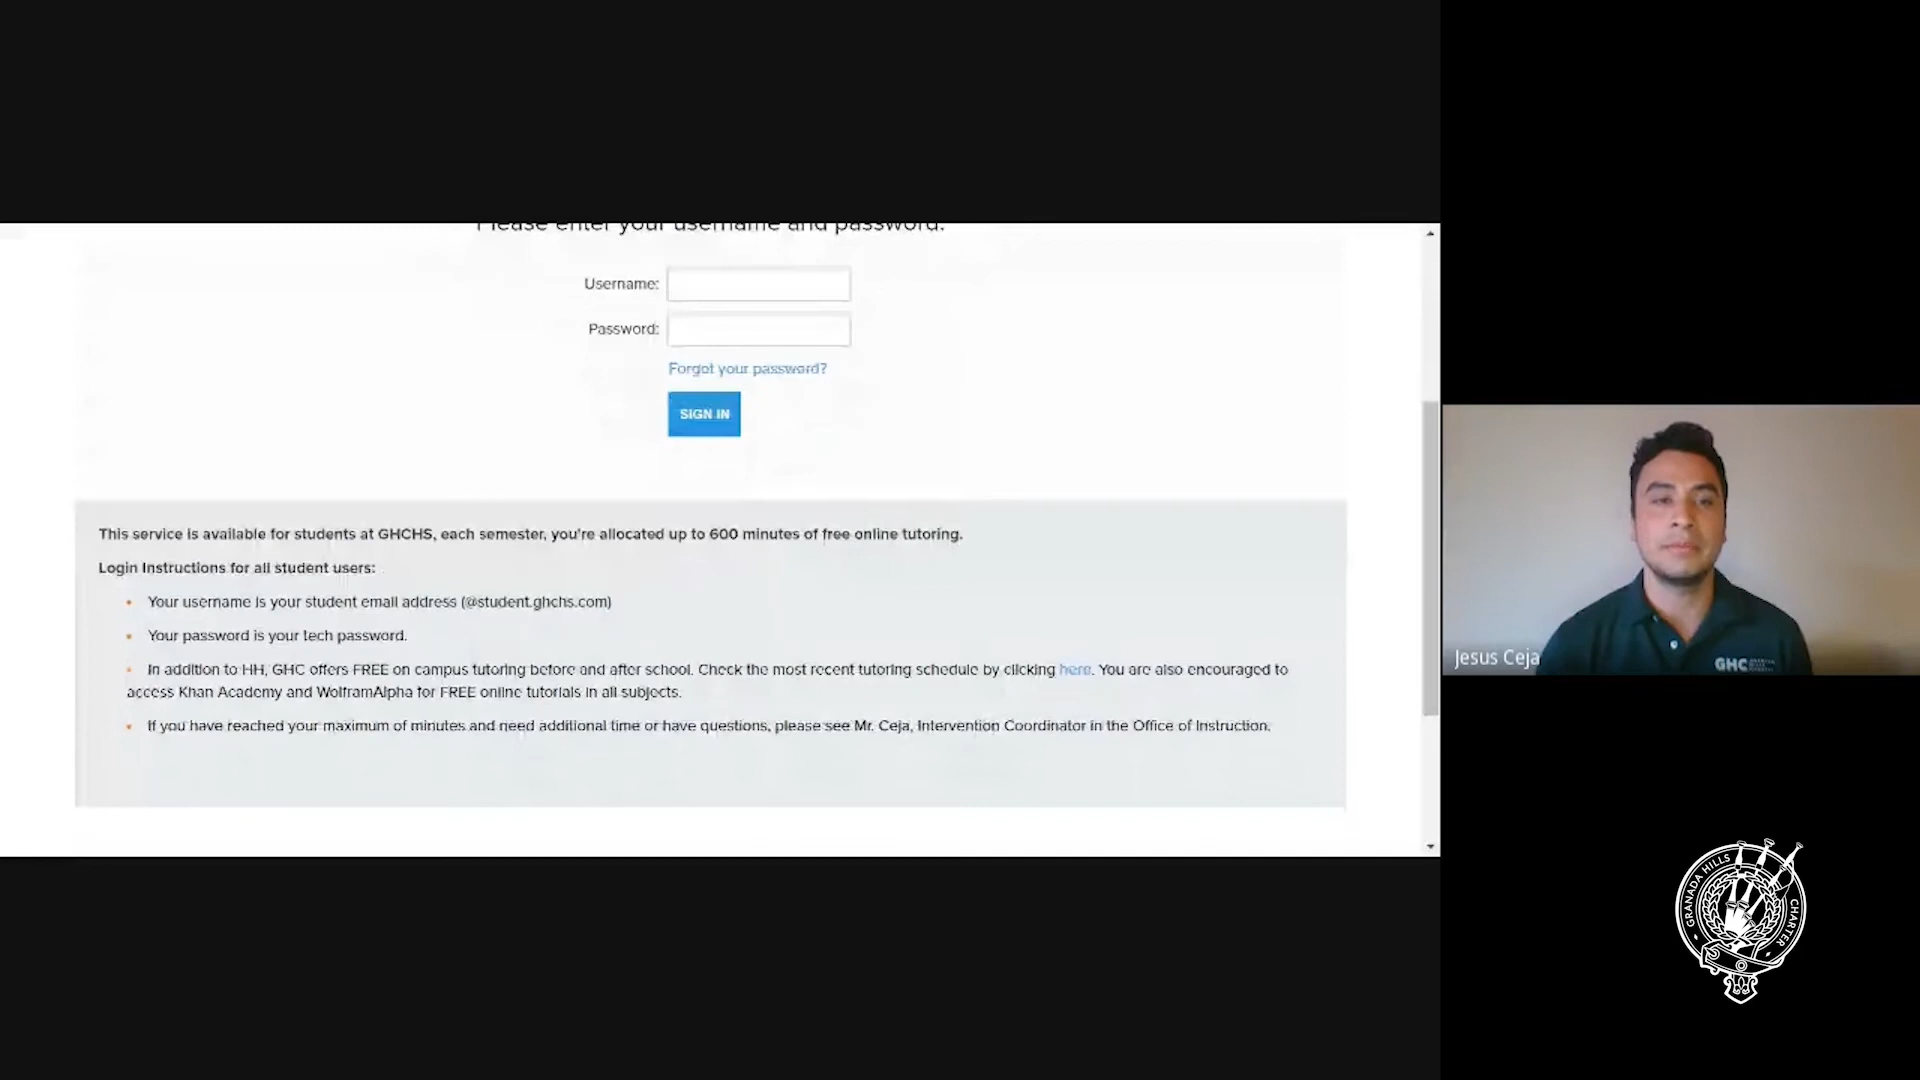 Please enter your username and password.
Username:
Password:
Forgot your password?
SIGN IN
This service is available for students at GHCHS, each semester, you're allocated up to 600 minutes of free online tutoring.
Login Instructions for all student users:
Your username is your student email address (@student.ghchs.com)
Your password is your tech password.
In addition to HH, GHC offers FREE on campus tutoring before and after school. Check the most recent tutoring schedule by clicking here. You are also encouraged to
access Khan Academy and WolframAlpha for FREE online tutorials in all subjects.
If you have reached your maximum of minutes and need additional time or have questions, please see Mr. Ceja, Intervention Coordinator in the Office of Instruction.
Jesus Ceja
GHC
GRANADA HILLS CHARTER